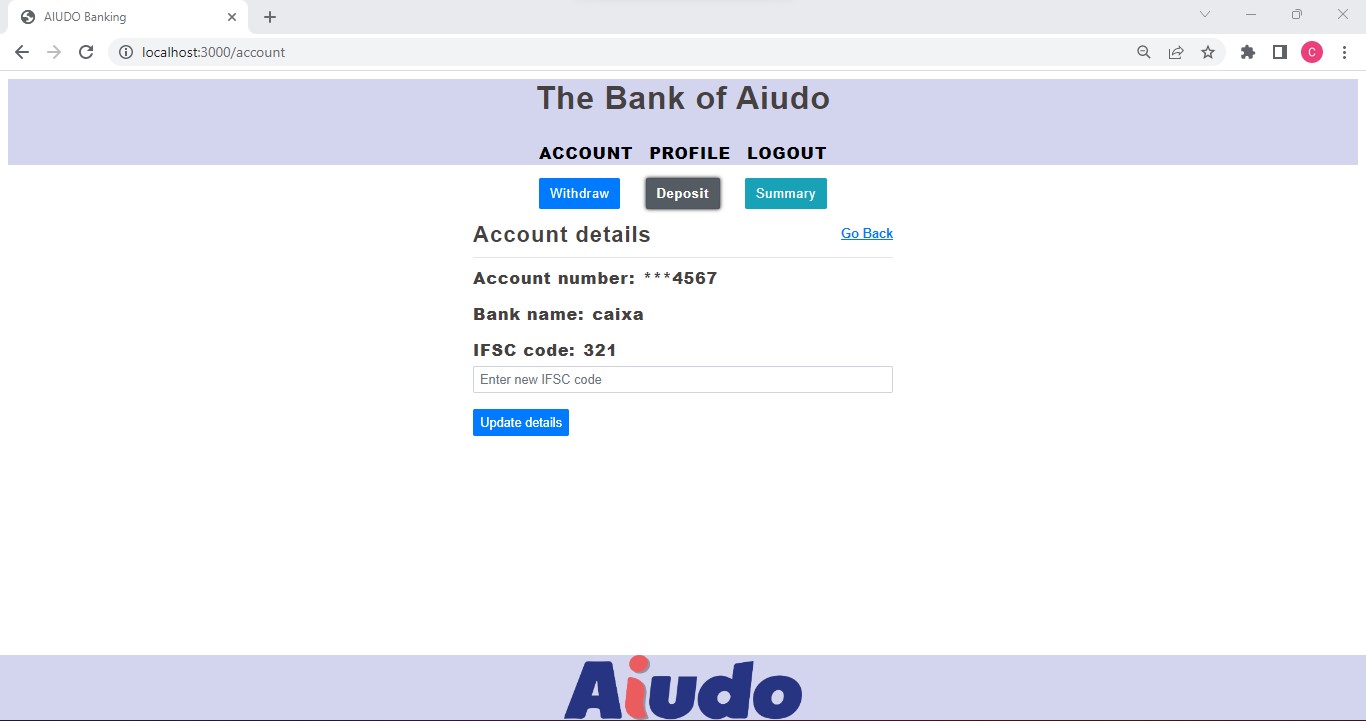 AIUDO Banking
localhost:3000/account
C
The Bank of Aiudo
ACCOUNT PROFILE LOGOUT
Withdraw Deposit Summary
Account details Go Back
Account number: ***4567
Bank name: caixa
IFSC code: 321
Enter new IFSC code
Update details
Aiudo